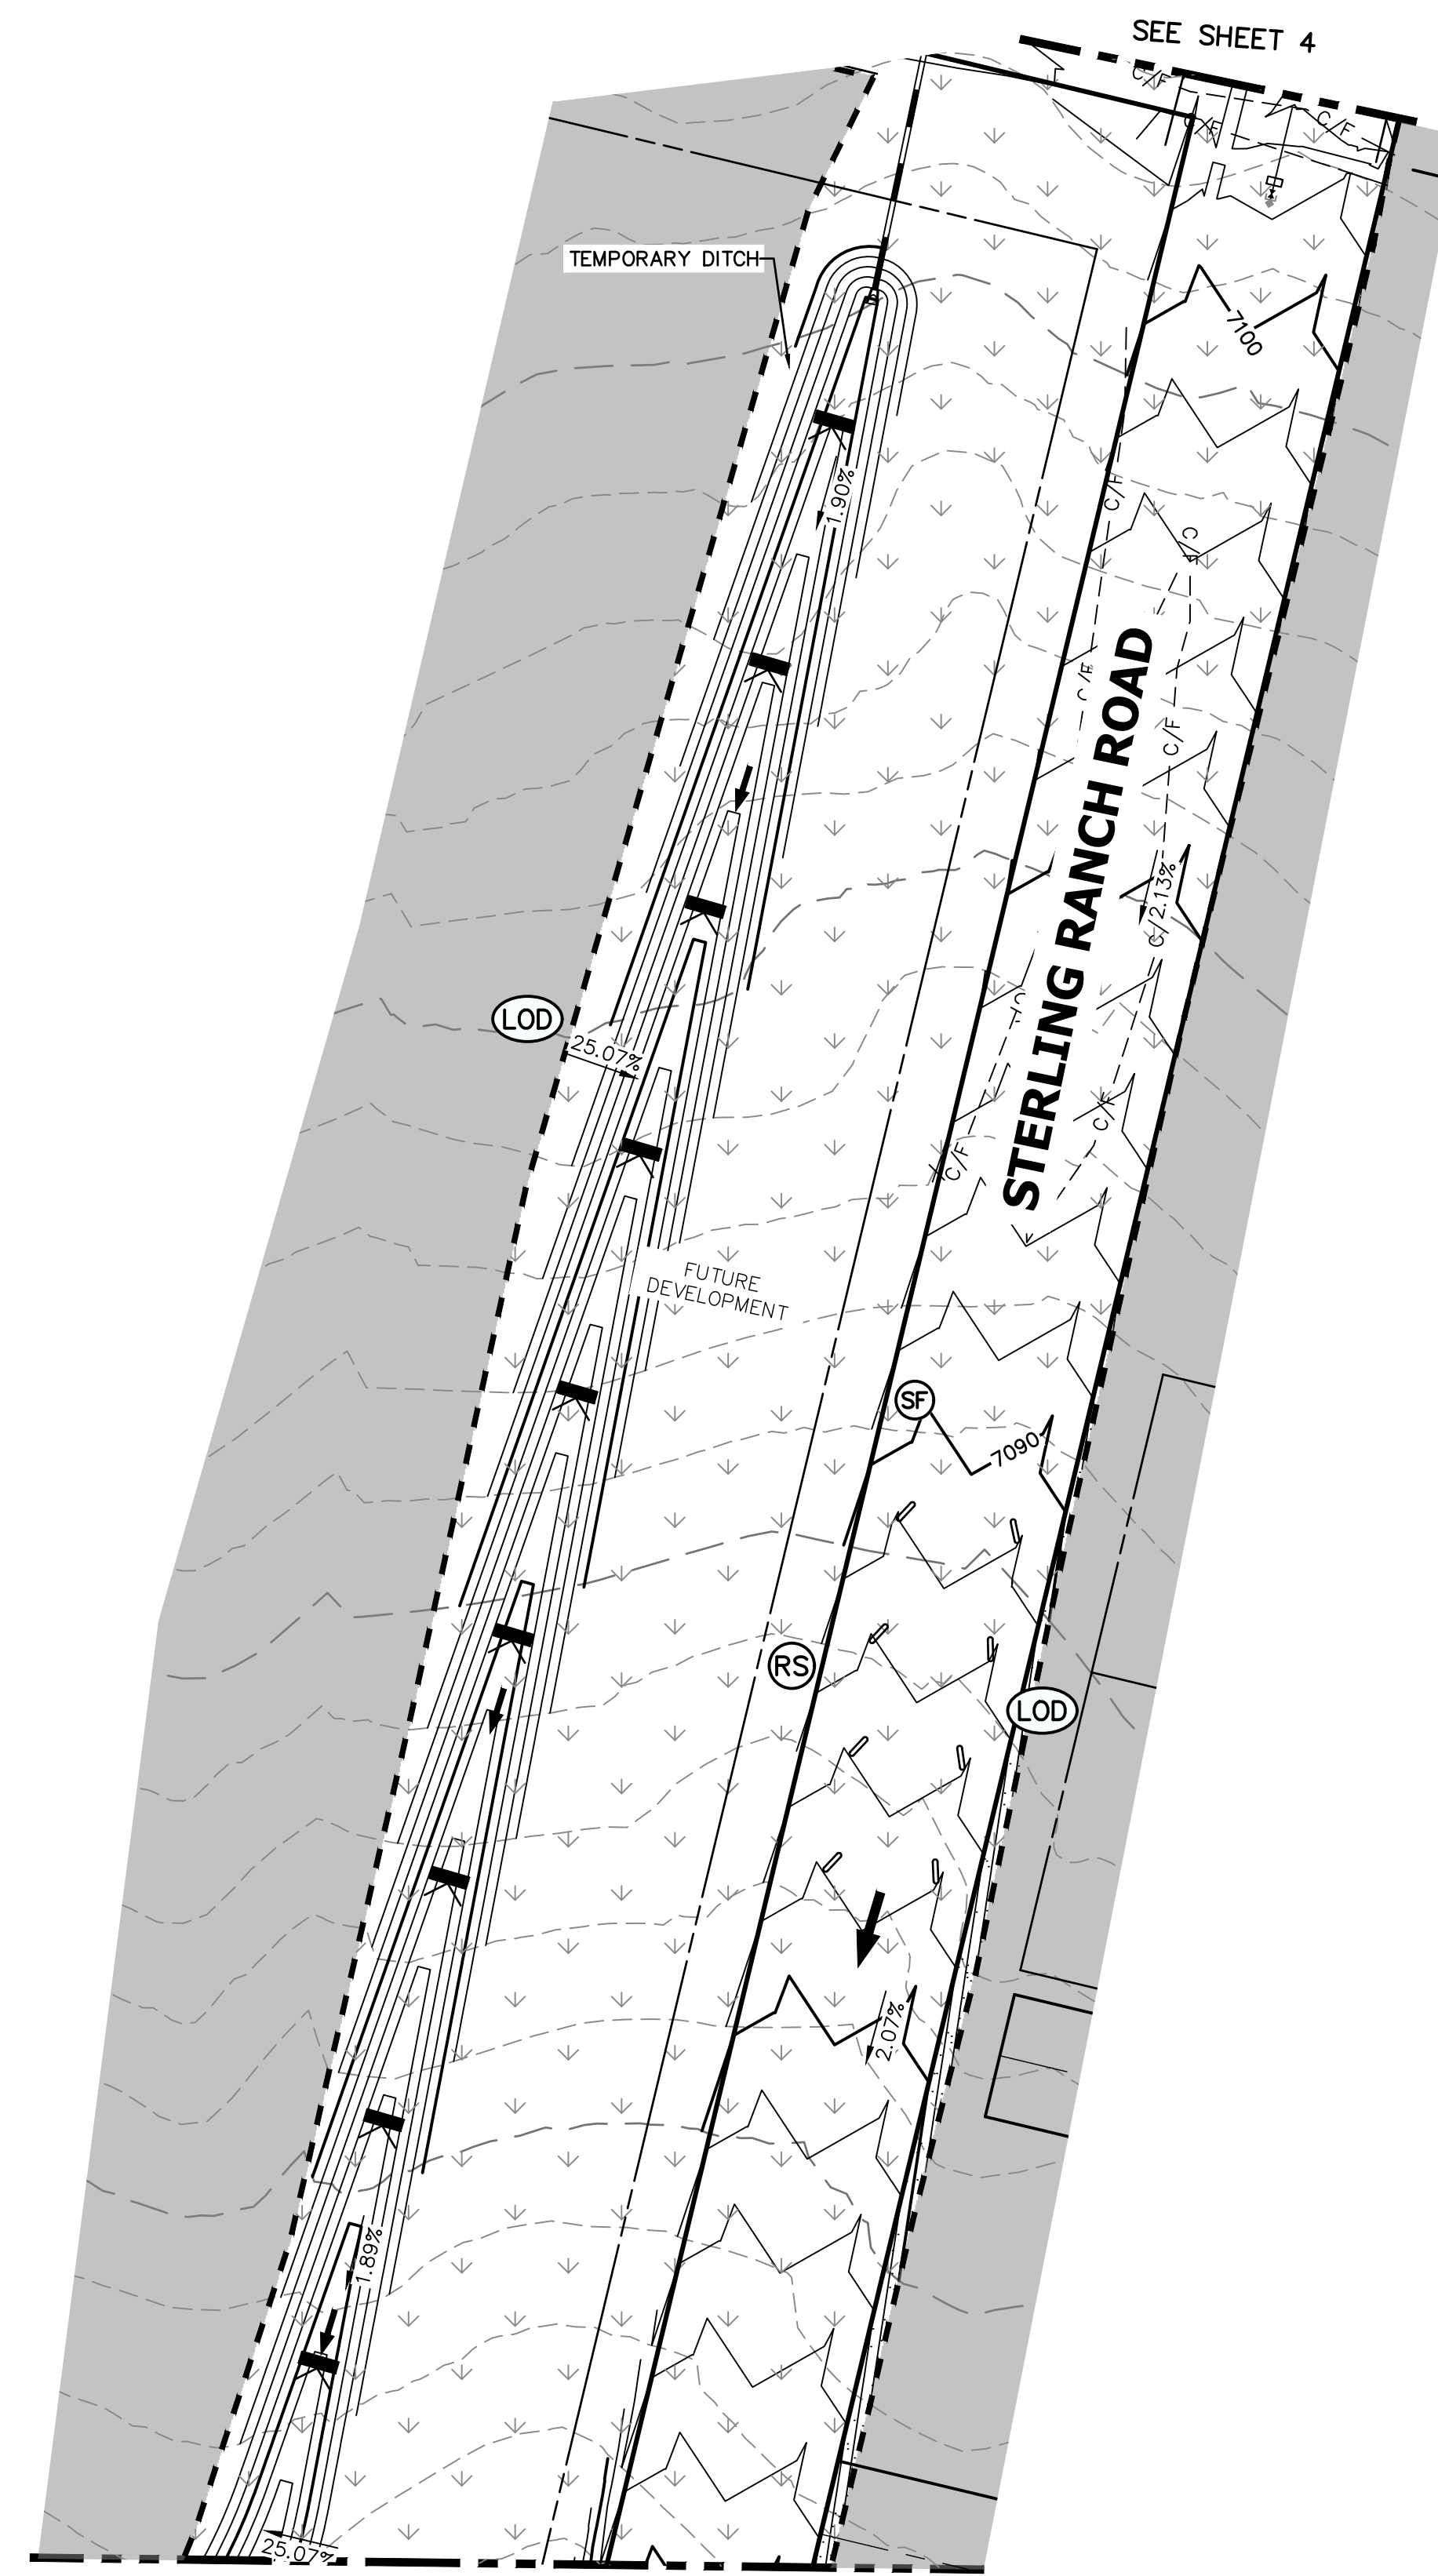 SEE SHEET 4
C/F
C/F
C/F
TEMPORARY DITCH
7100
1.90%
C/F
C/F
C/F
C/F
STERLING RANCH ROAD
2.13%
C/
LOD
25.07%
C/F
C/F
FUTURE
DEVELOPMENT
SF
7090
RS
LOD
2.07%
1.89%
25.07%